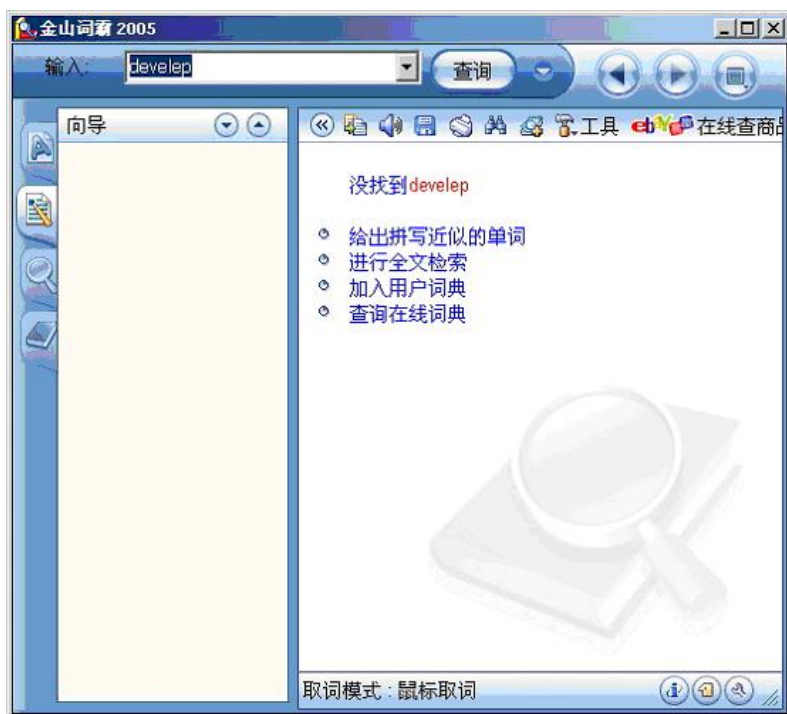 金山词霸 2005
输入: develep 查询
向导
工具 ebY 在线查商品
没找到develep
给出拼写近似的单词
进行全文检索
加入用户词典
查询在线词典
取词模式 : 鼠标取词